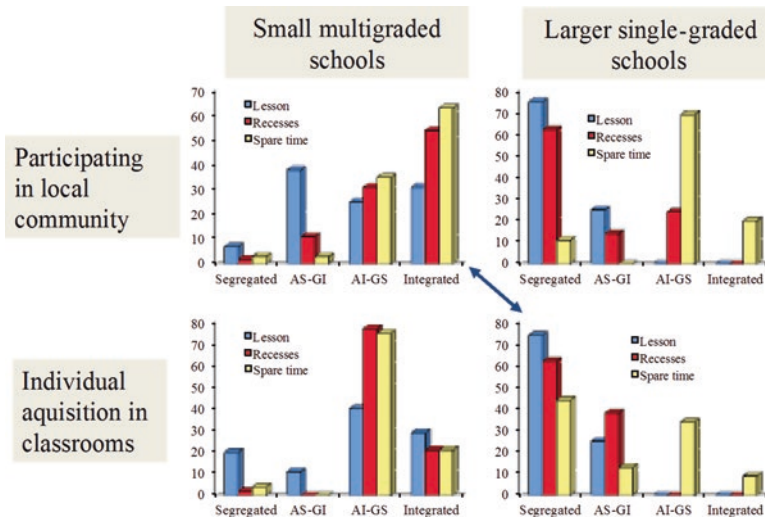 Small multigraded
schools
Larger single-graded
schools
Participating
in local
community
70
60
50
40
30
20
10
0
Lesson
Recesses
Spare time
Segregated AS-GI AI-GS Integrated
80
70
60
50
40
30
20
10
0
Lesson
Recesses
Spare time
Segregated AS-GI AI-GS Integrated
Individual
aquisition in
classrooms
80
70
60
50
40
30
20
10
0
Lesson
Recesses
Spare time
Segregated AS-GI AI-GS Integrated
80
70
60
50
40
30
20
10
0
Lesson
Recesses
Spare time
Segregated AS-GI AI-GS Integrated